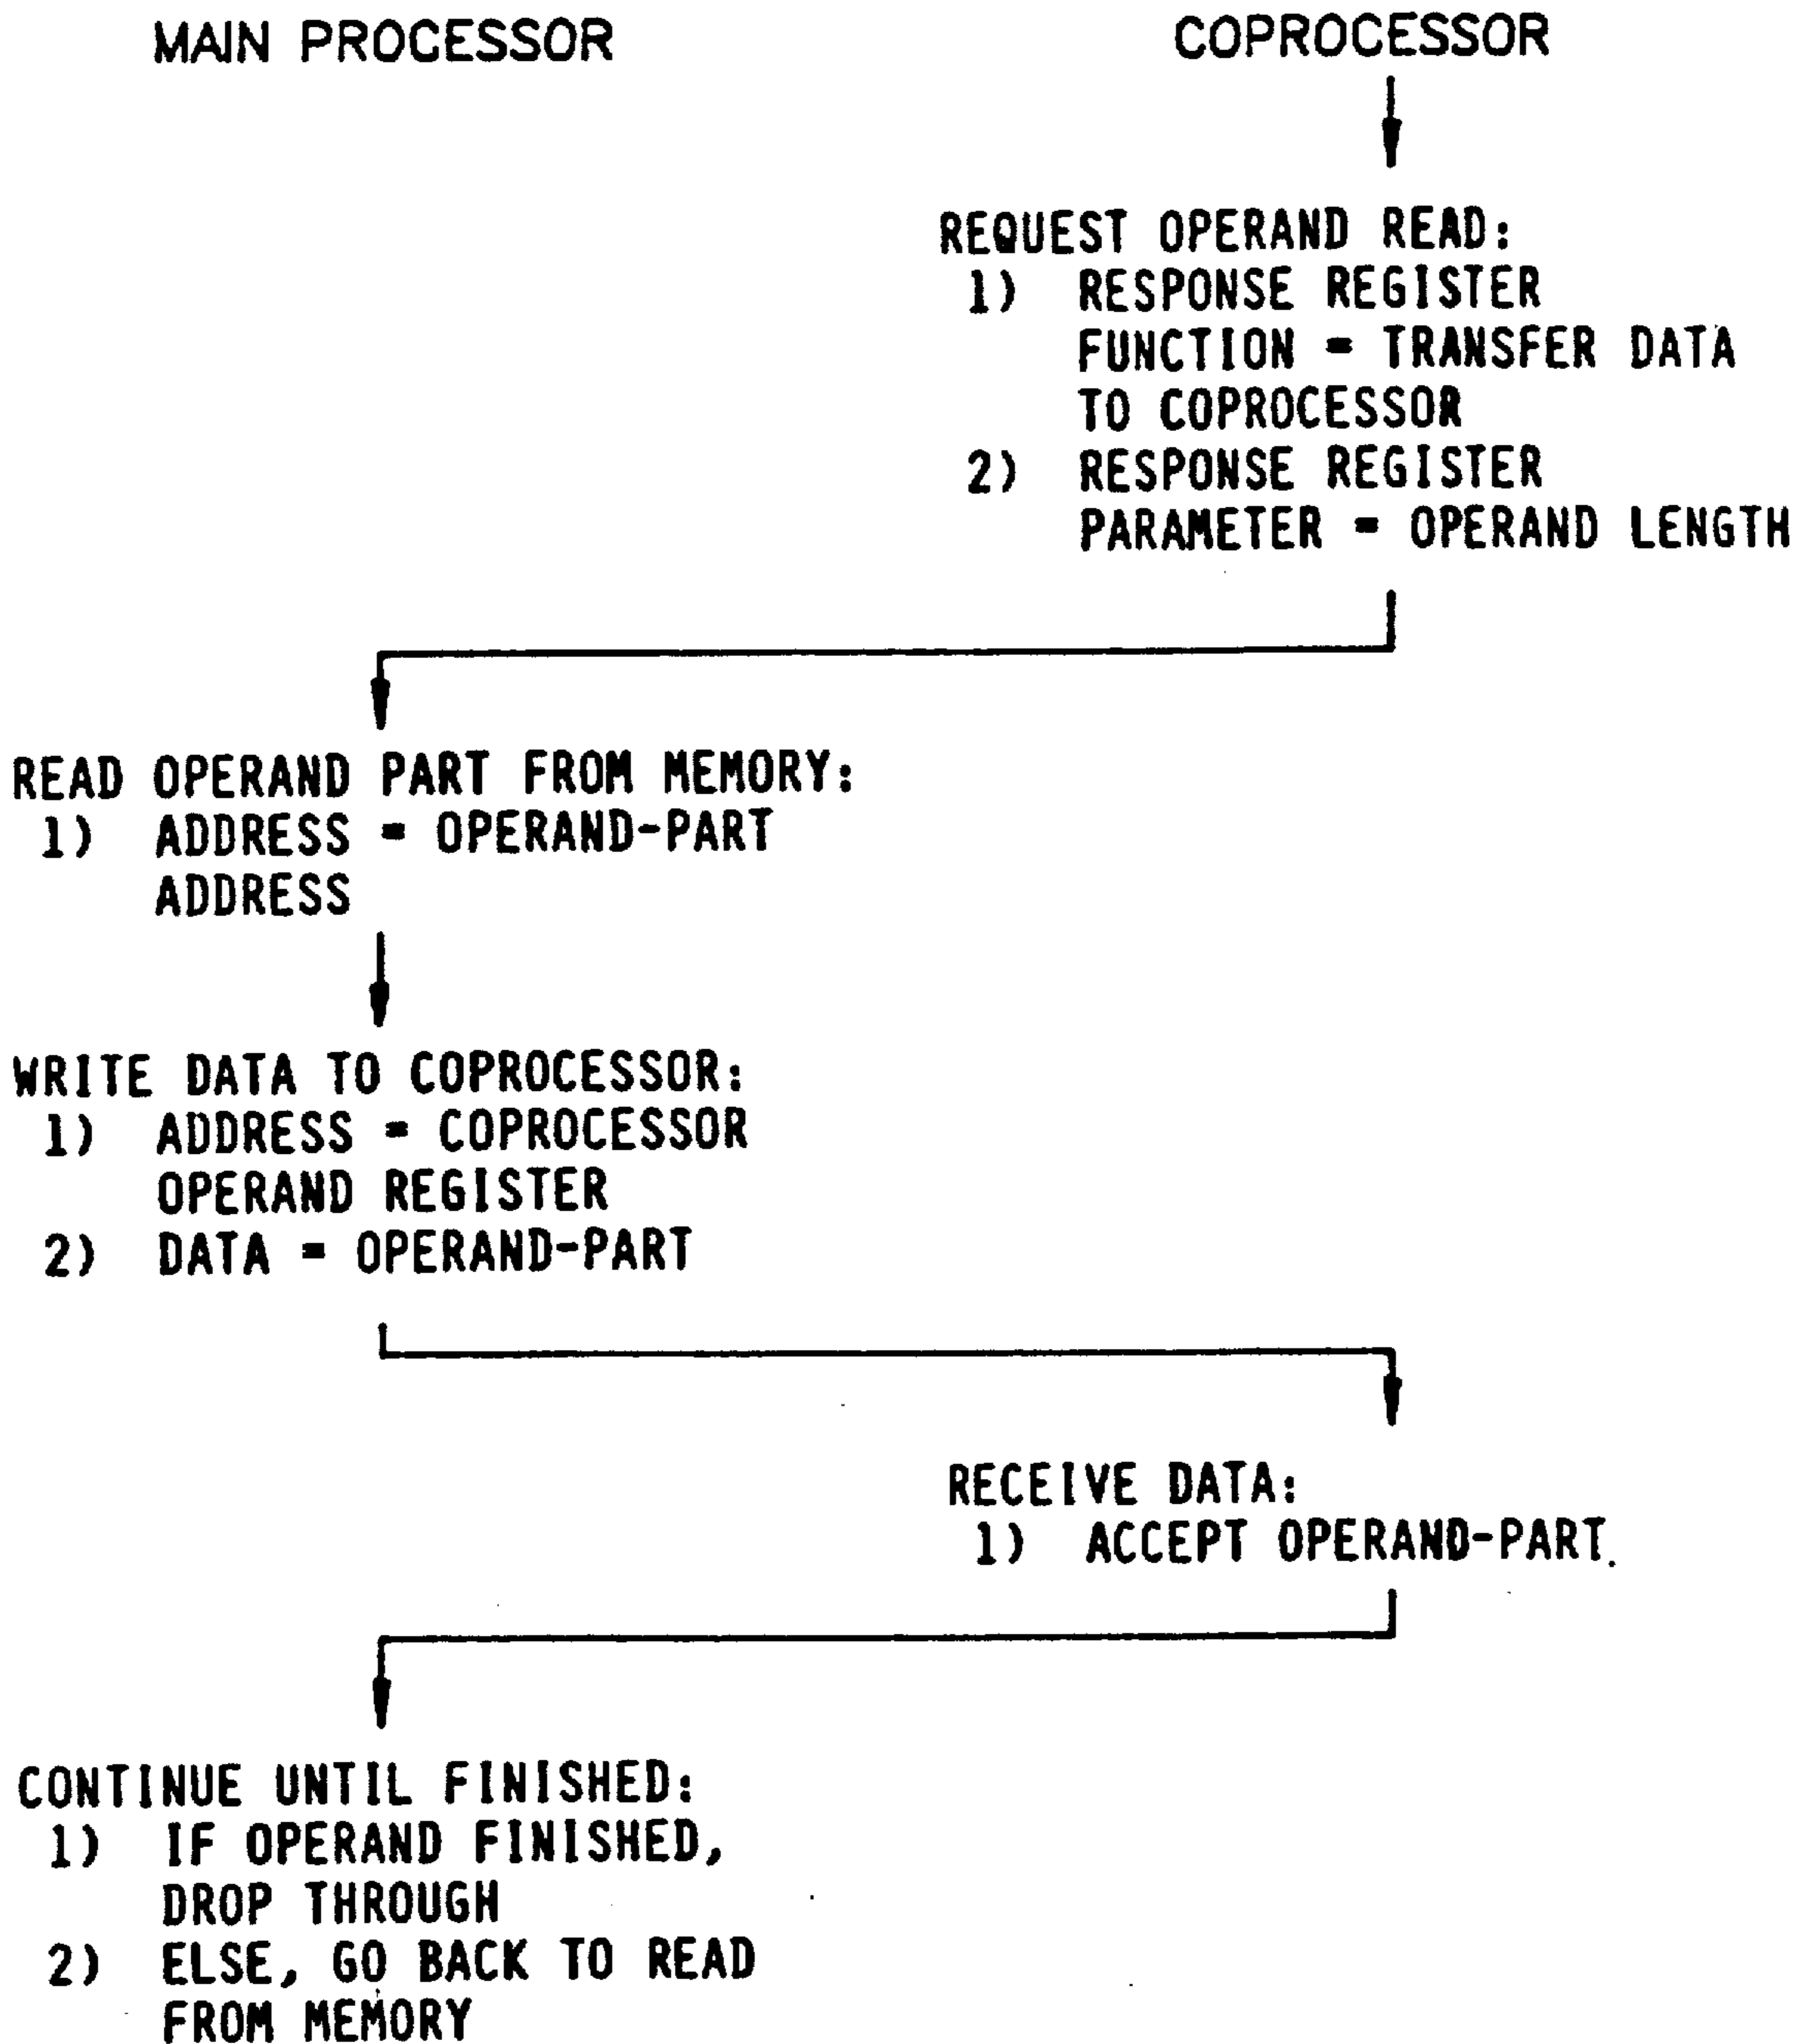 MAIN PROCESSOR
COPROCESSOR
REQUEST OPERAND READ:
1) RESPONSE REGISTER
FUNCTION = TRANSFER DATA
TO COPROCESSOR
2) RESPONSE REGISTER
PARAMETER = OPERAND LENGTH
READ OPERAND PART FROM MEMORY:
1) ADDRESS = OPERAND-PART
ADDRESS
WRITE DATA TO COPROCESSOR:
1) ADDRESS = COPROCESSOR
OPERAND REGISTER
2) DATA = OPERAND-PART
RECEIVE DATA:
1) ACCEPT OPERAND-PART.
CONTINUE UNTIL FINISHED:
1) IF OPERAND FINISHED,
DROP THROUGH
2) ELSE, GO BACK TO READ
FROM MEMORY